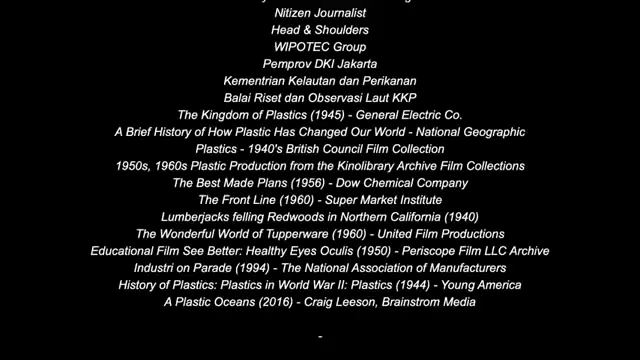 Nitizen Journalist
Head & Shoulders
WIPOTEC Group
Pemprov DKI Jakarta
Kementrian Kelautan dan Perikanan
Balai Riset dan Observasi Laut KKP
The Kingdom of Plastics (1945) - General Electric Co.
A Brief History of How Plastic Has Changed Our World - National Geographic
Plastics - 1940's British Council Film Collection
1950s, 1960s Plastic Production from the Kinolibrary Archive Film Collections
The Best Made Plans (1956) - Dow Chemical Company
The Front Line (1960) - Super Market Institute
Lumberjacks felling Redwoods in Northern California (1940)
The Wonderful World of Tupperware (1960) - United Film Productions
Educational Film See Better: Healthy Eyes Oculis (1950) - Periscope Film LLC Archive
Industri on Parade (1994) - The National Association of Manufacturers
History of Plastics: Plastics in World War II: Plastics (1944) - Young America
A Plastic Oceans (2016) - Craig Leeson, Brainstrom Media
-